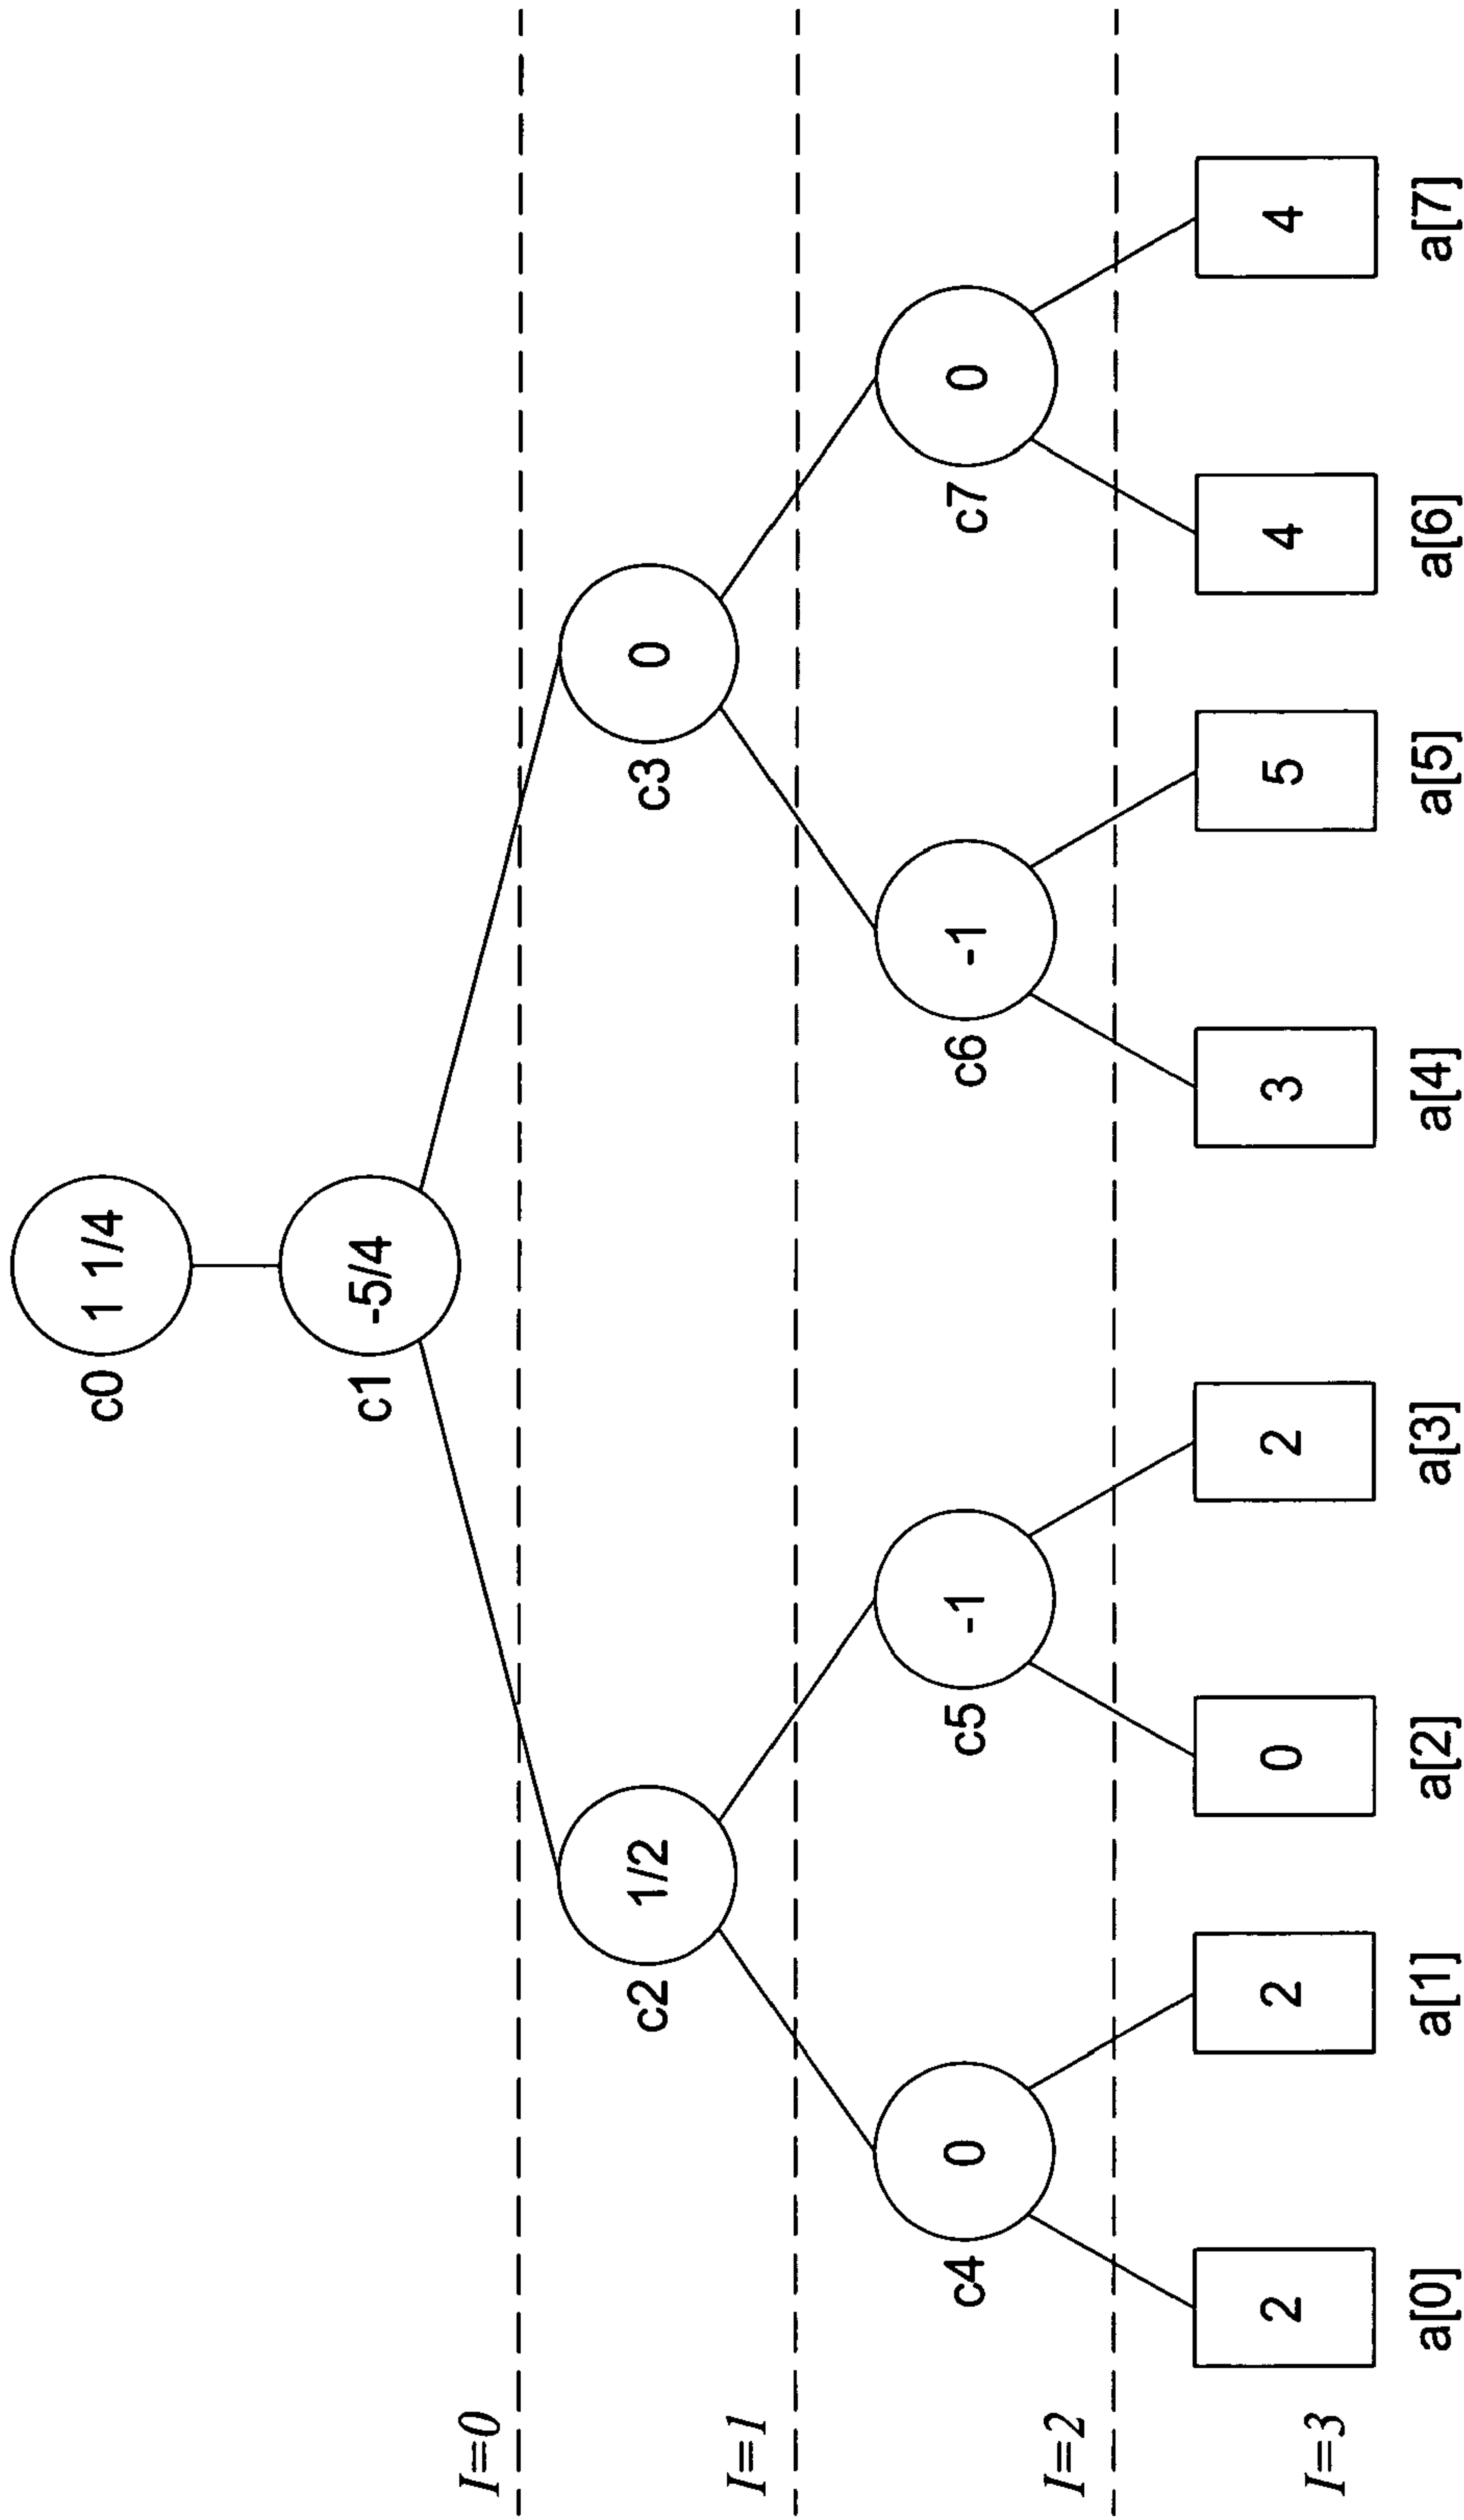 c0 1 1/4
c1 -5/4
l=0
c2 1/2
c3 0
l=1
c4 0
c5 -1
c6 -1
c7 0
l=2
2 2 0 2 3 5 4 4
l=3
a[0] a[1] a[2] a[3] a[4] a[5] a[6] a[7]